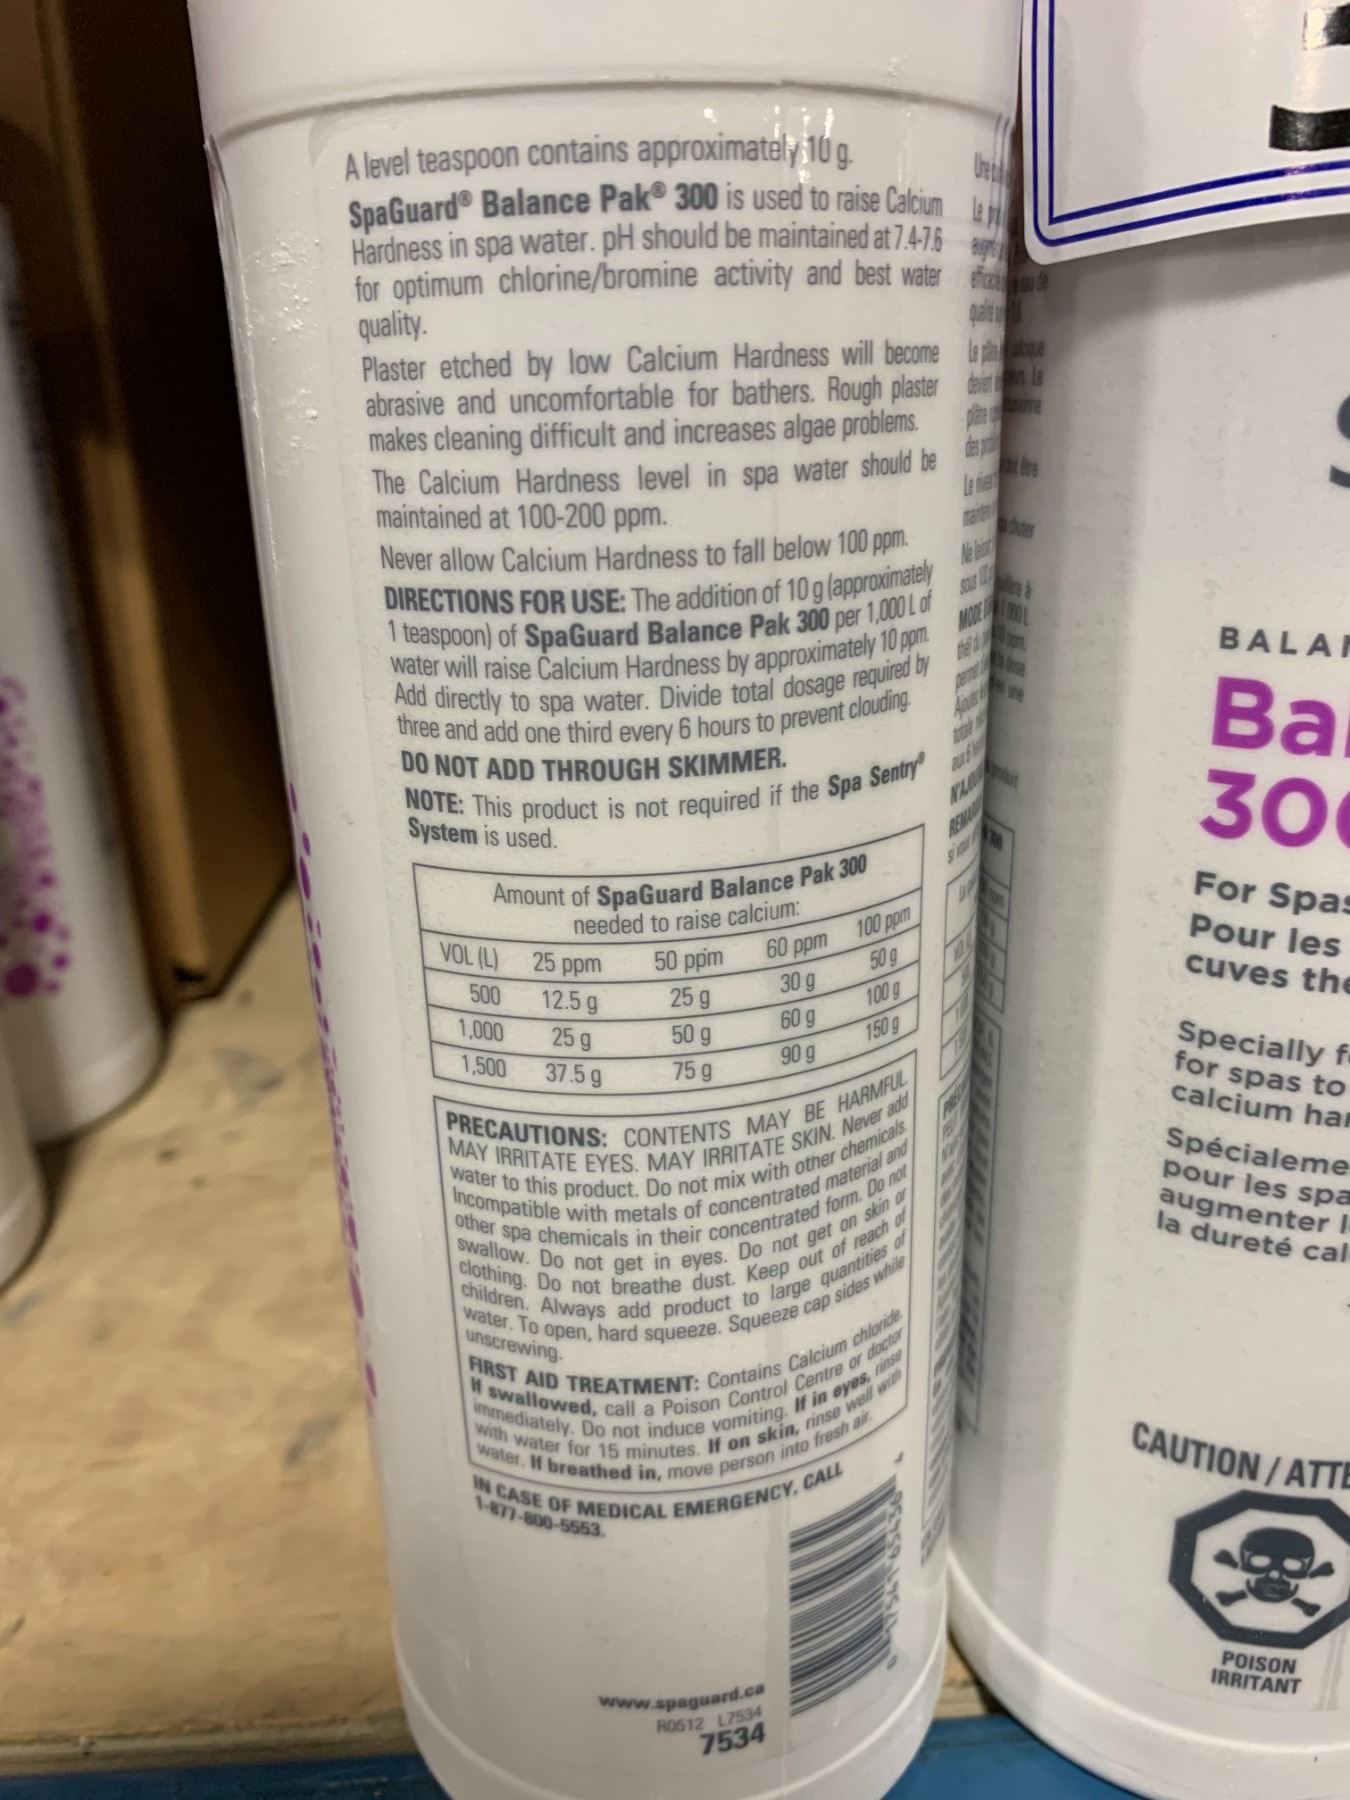 A level teaspoon contains approximately 10 g.
SpaGuard® Balance Pak® 300 is used to raise Calcium
Hardness in spa water. pH should be maintained at 7.4-7.6
for optimum chlorine/bromine activity and best water
quality.
Plaster etched by low Calcium Hardness will become
abrasive and uncomfortable for bathers. Rough plaster
makes cleaning difficult and increases algae problems.
The Calcium Hardness level in spa water should be
maintained at 100-200 ppm.
Never allow Calcium Hardness to fall below 100 ppm.
DIRECTIONS FOR USE: The addition of 10 g (approximately
1 teaspoon) of SpaGuard Balance Pak 300 per 1,000 L of
water will raise Calcium Hardness by approximately 10 ppm.
Add directly to spa water. Divide total dosage required by
three and add one third every 6 hours to prevent clouding.
DO NOT ADD THROUGH SKIMMER.
NOTE: This product is not required if the Spa Sentry®
System is used.
Amount of SpaGuard Balance Pak 300
needed to raise calcium:
VOL (L) 25 ppm 50 ppm 60 ppm 100 ppm
500 12.5 g 25 g 30 g 50 g
1,000 25 g 50 g 60 g 100 g
1,500 37.5 g 75 g 90 g 150 g
PRECAUTIONS: CONTENTS MAY BE HARMFUL
MAY IRRITATE EYES. MAY IRRITATE SKIN. Never add
water to this product. Do not mix with other chemicals.
Incompatible with metals of concentrated material and
other spa chemicals in their concentrated form. Do not
swallow. Do not get in eyes. Do not get on skin or
clothing. Do not breathe dust. Keep out of reach of
children. Always add product to large quantities of
water. To open, hard squeeze. Squeeze cap sides while
unscrewing.
FIRST AID TREATMENT: Contains Calcium chloride.
If swallowed, call a Poison Control Centre or doctor
immediately. Do not induce vomiting. If in eyes, rinse
with water for 15 minutes. If on skin, rinse well with
water. If breathed in, move person into fresh air.
IN CASE OF MEDICAL EMERGENCY, CALL
1-877-800-5553.
www.spaguard.ca
R0512 L7534
7534
BALAN
Bal
300
For Spas
Pour les
cuves the
Specially f
for spas to
calcium har
Spécialeme
pour les spa
augmenter l
la dureté cal
CAUTION / ATTE
POISON
IRRITANT